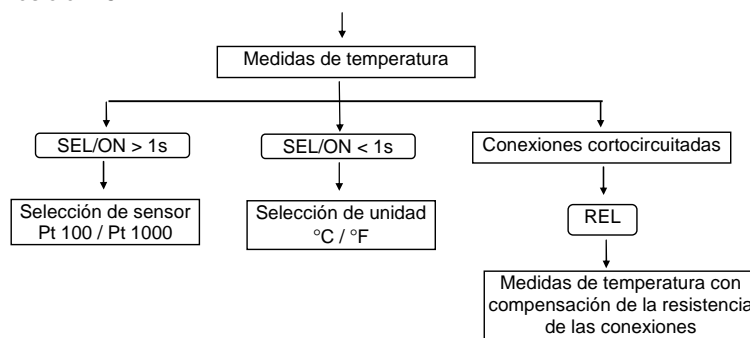 Medidas de temperatura
SEL/ON > 1s
SEL/ON < 1s
Conexiones cortocircuitadas
Selección de sensor
Pt 100 / Pt 1000
Selección de unidad
°C / °F
REL
Medidas de temperatura con
compensación de la resistencia
de las conexiones